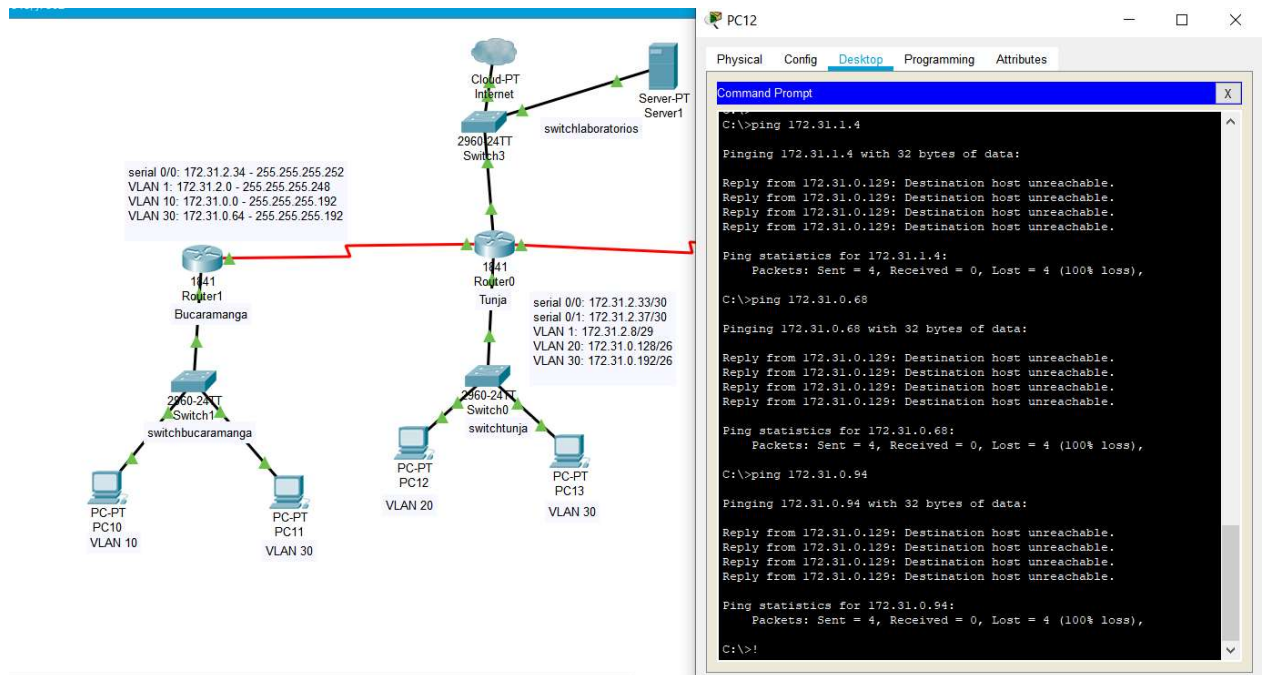 PC12
Physical Config Desktop Programming Attributes
Command Prompt
X
C:\>ping 172.31.1.4
Pinging 172.31.1.4 with 32 bytes of data:
Reply from 172.31.0.129: Destination host unreachable.
Reply from 172.31.0.129: Destination host unreachable.
Reply from 172.31.0.129: Destination host unreachable.
Reply from 172.31.0.129: Destination host unreachable.
Ping statistics for 172.31.1.4:
Packets: Sent = 4, Received = 0, Lost = 4 (100% loss),
C:\>ping 172.31.0.68
Pinging 172.31.0.68 with 32 bytes of data:
Reply from 172.31.0.129: Destination host unreachable.
Reply from 172.31.0.129: Destination host unreachable.
Reply from 172.31.0.129: Destination host unreachable.
Reply from 172.31.0.129: Destination host unreachable.
Ping statistics for 172.31.0.68:
Packets: Sent = 4, Received = 0, Lost = 4 (100% loss),
C:\>ping 172.31.0.94
Pinging 172.31.0.94 with 32 bytes of data:
Reply from 172.31.0.129: Destination host unreachable.
Reply from 172.31.0.129: Destination host unreachable.
Reply from 172.31.0.129: Destination host unreachable.
Reply from 172.31.0.129: Destination host unreachable.
Ping statistics for 172.31.0.94:
Packets: Sent = 4, Received = 0, Lost = 4 (100% loss),
C:\>!
Cloud-PT
Internet
Server-PT
Server1
switchlaboratorios
2960-24TT
Switch3
serial 0/0: 172.31.2.34 - 255.255.255.252
VLAN 1: 172.31.2.0 - 255.255.255.248
VLAN 10: 172.31.0.0 - 255.255.255.192
VLAN 30: 172.31.0.64 - 255.255.255.192
1841
Router1
Bucaramanga
1841
Router0
Tunja
serial 0/0: 172.31.2.33/30
serial 0/1: 172.31.2.37/30
VLAN 1: 172.31.2.8/29
VLAN 20: 172.31.0.128/26
VLAN 30: 172.31.0.192/26
2960-24TT
Switch1
switchbucaramanga
2960-24TT
Switch0
switchtunja
PC-PT
PC12
VLAN 20
PC-PT
PC13
VLAN 30
PC-PT
PC10
VLAN 10
PC-PT
PC11
VLAN 30